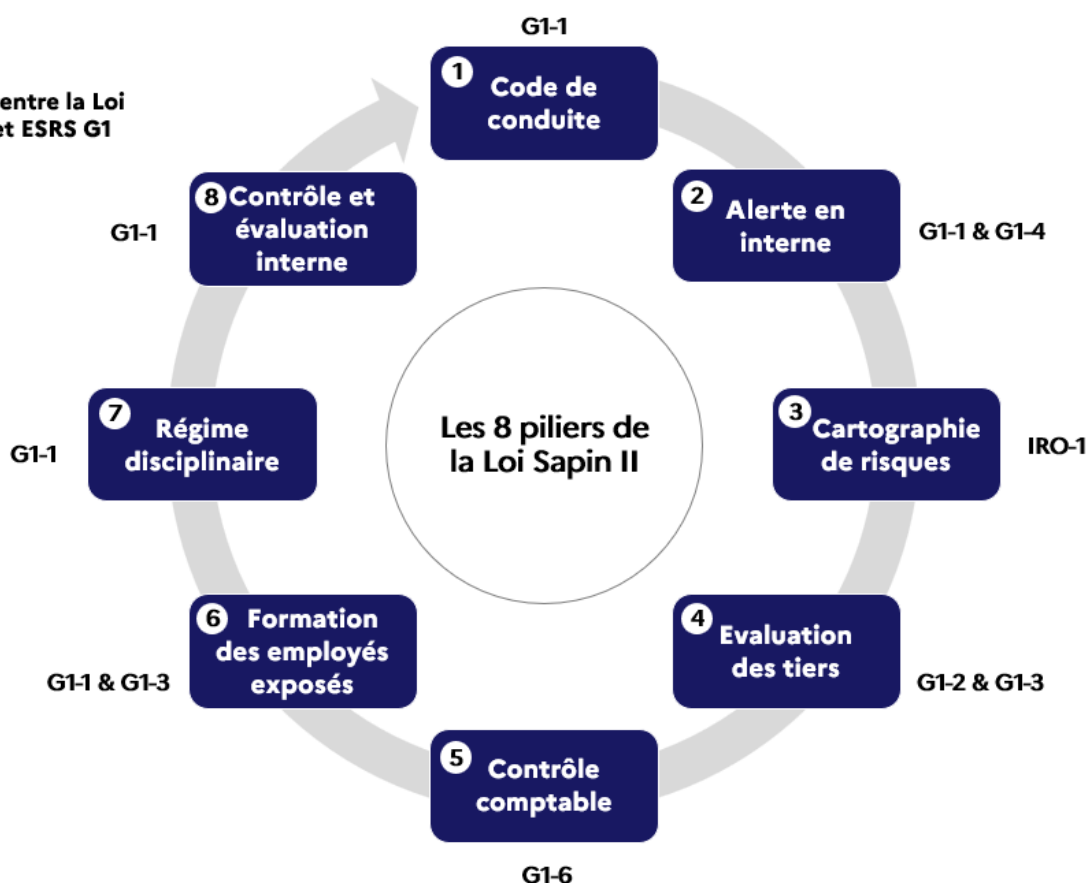 G1-1
1
Code de
conduite
entre la Loi
et ESRS G1
8 Contrôle et
évaluation
interne
G1-1
2
Alerte en
interne
G1-1 & G1-4
7
Régime
disciplinaire
G1-1
Les 8 piliers de
la Loi Sapin II
3
Cartographie
de risques
IRO-1
6 Formation
des employés
exposés
G1-1 & G1-3
4
Evaluation
des tiers
G1-2 & G1-3
5
Contrôle
comptable
G1-6